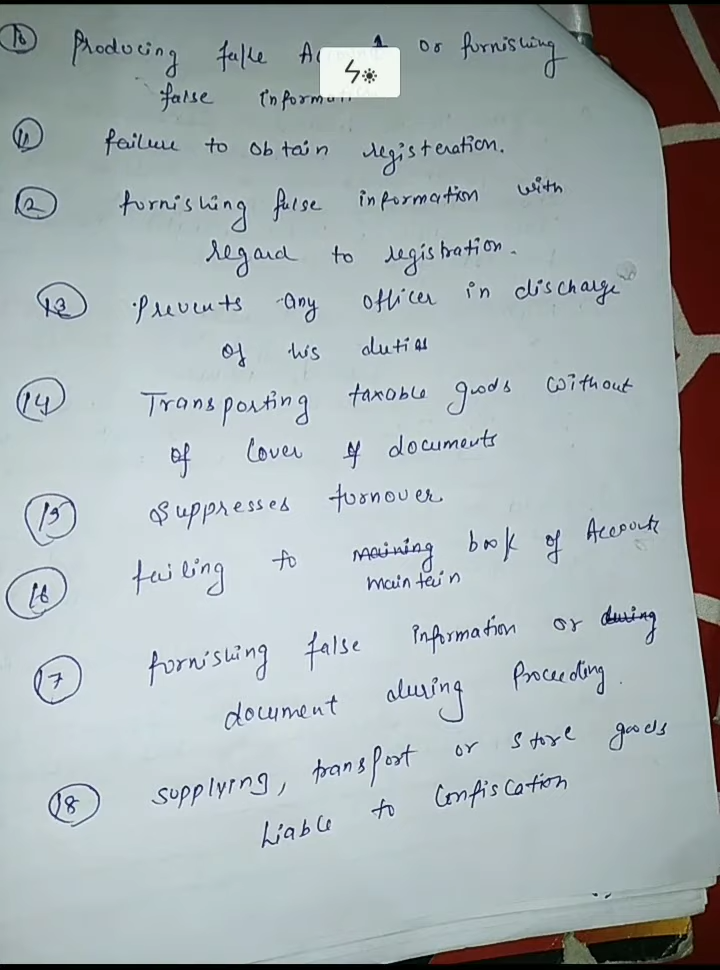 10 Producing false or furnishing
false
11 failure to obtain registeration.
12 furnishing false information with
regard to registration.
13 Prevents any officer in discharge
of his duties
14 Transporting taxable goods without
of Cover of documents
15 Suppresses turnover
16 failing to maining book of Accounts
maintain
17 furnishing false information or during
document during Proceeding.
18 supplying, transport or store goods
Liable to Confiscation